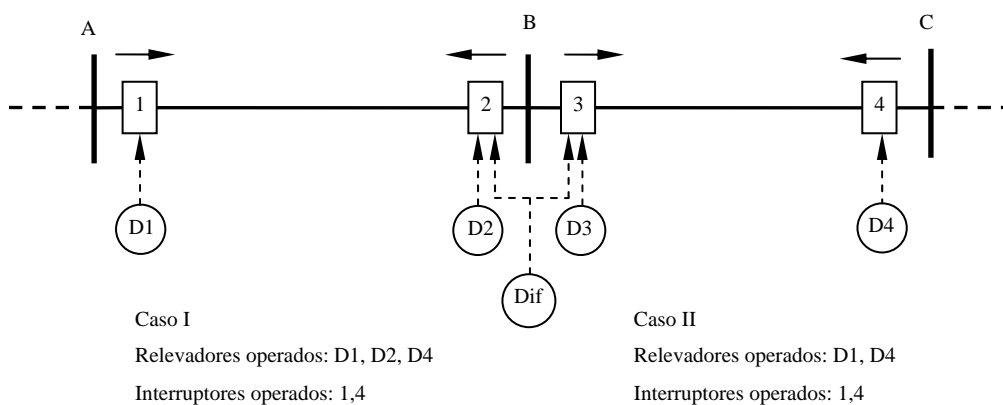 A
B
C
1
2
3
4
D1
D2
D3
D4
Dif
Caso I
Relevadores operados: D1, D2, D4
Interruptores operados: 1,4
Caso II
Relevadores operados: D1, D4
Interruptores operados: 1,4